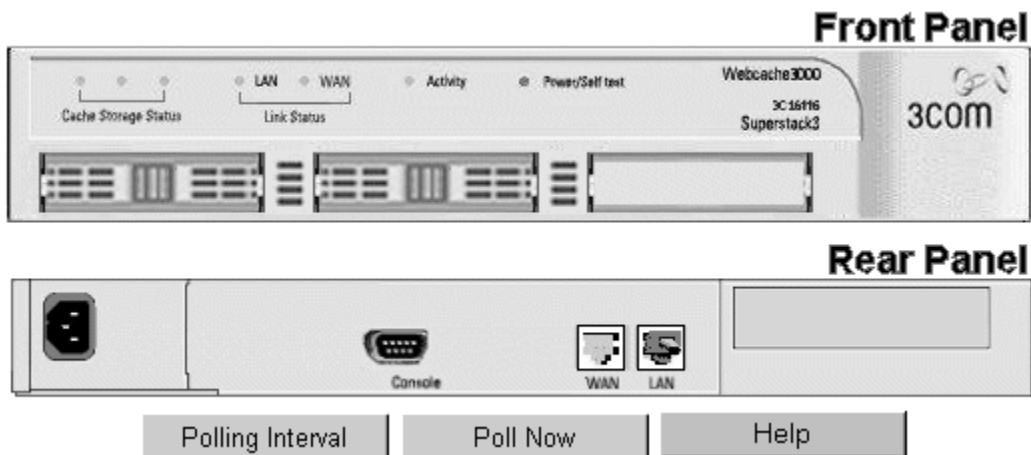 Front Panel
LAN WAN Activity Power/Self test
Cache Storage Status Link Status
Webcache3000
3C16116
Superstack3
3com
Rear Panel
Console
WAN LAN
Polling Interval Poll Now Help